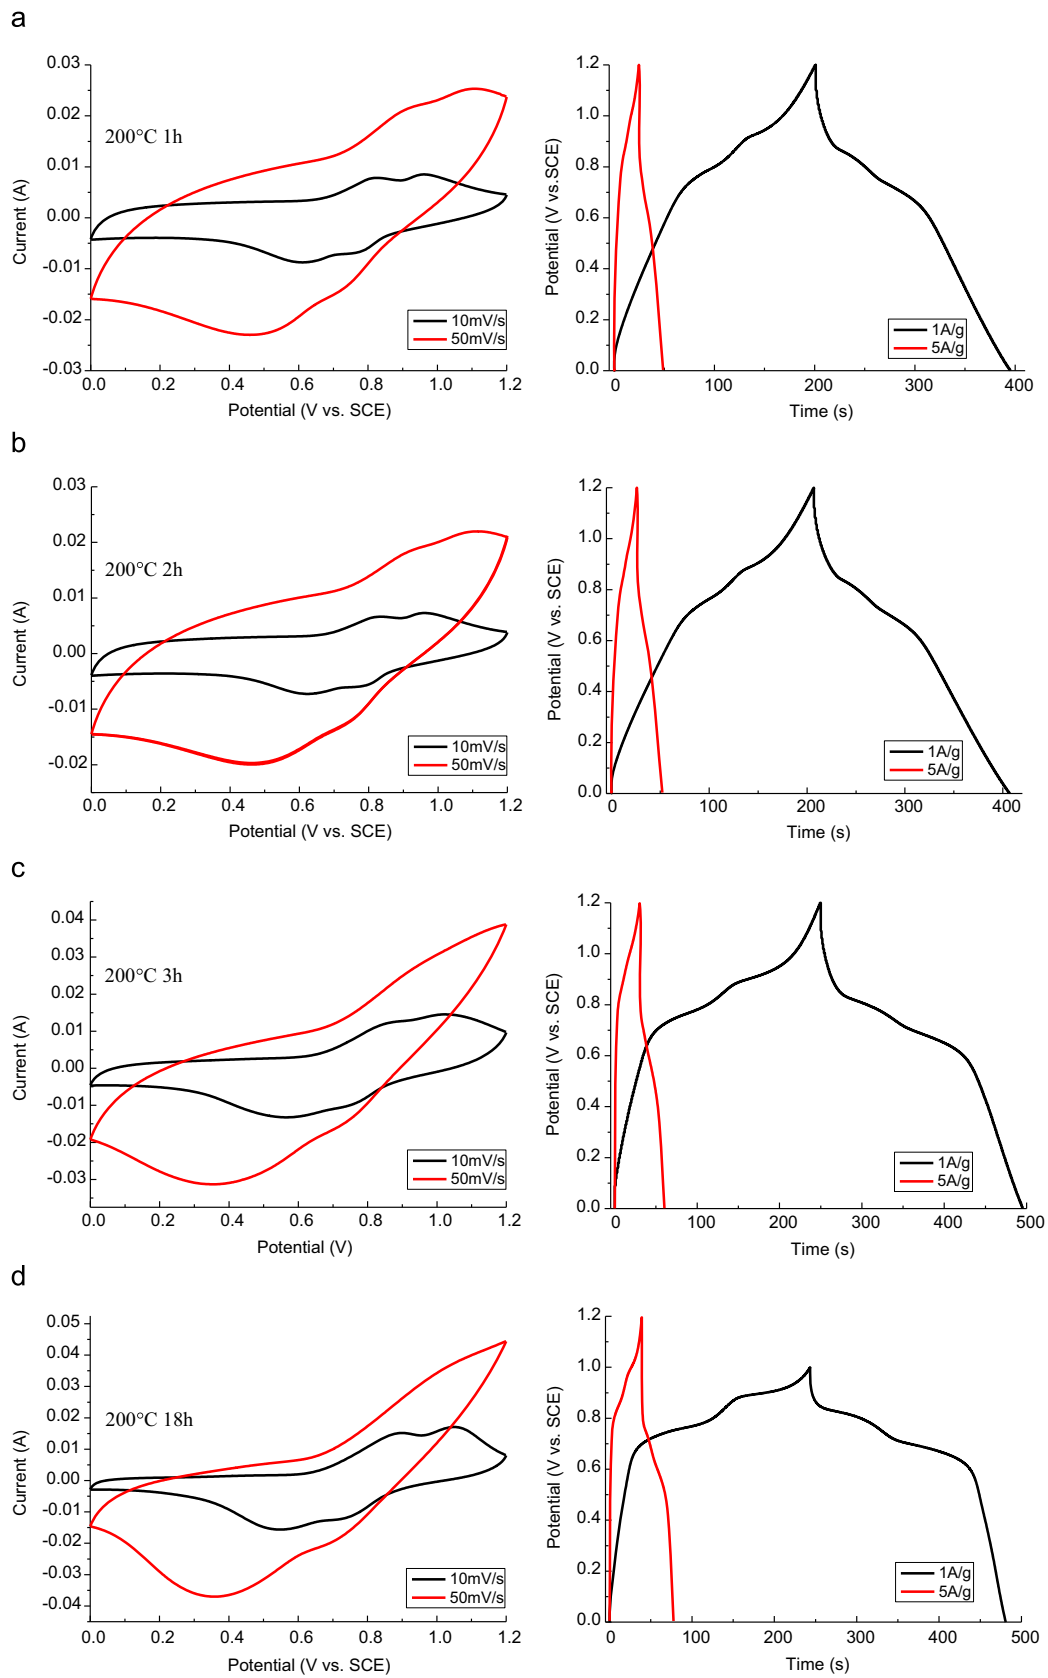 a
0.03
0.02
0.01
0.00
-0.01
-0.02
-0.03
Current (A)
200°C 1h
10mV/s
50mV/s
0.0 0.2 0.4 0.6 0.8 1.0 1.2
Potential (V vs. SCE)
1.2
1.0
0.8
0.6
0.4
0.2
0.0
Potential (V vs.SCE)
1A/g
5A/g
0 100 200 300 400
Time (s)
b
0.03
0.02
0.01
0.00
-0.01
-0.02
Current (A)
200°C 2h
10mV/s
50mV/s
0.0 0.2 0.4 0.6 0.8 1.0 1.2
Potential (V vs. SCE)
1.2
1.0
0.8
0.6
0.4
0.2
0.0
Potential (V vs. SCE)
1A/g
5A/g
0 100 200 300 400
Time (s)
c
0.04
0.03
0.02
0.01
0.00
-0.01
-0.02
-0.03
Current (A)
200°C 3h
10mV/s
50mV/s
0.0 0.2 0.4 0.6 0.8 1.0 1.2
Potential (V)
1.2
1.0
0.8
0.6
0.4
0.2
0.0
Potential (V vs. SCE)
1A/g
5A/g
0 100 200 300 400 500
Time (s)
d
0.05
0.04
0.03
0.02
0.01
0.00
-0.01
-0.02
-0.03
-0.04
Current (A)
200°C 18h
10mV/s
50mV/s
0.0 0.2 0.4 0.6 0.8 1.0 1.2
Potential (V vs. SCE)
1.2
1.0
0.8
0.6
0.4
0.2
0.0
Potential (V vs. SCE)
1A/g
5A/g
0 100 200 300 400 500
Time (s)